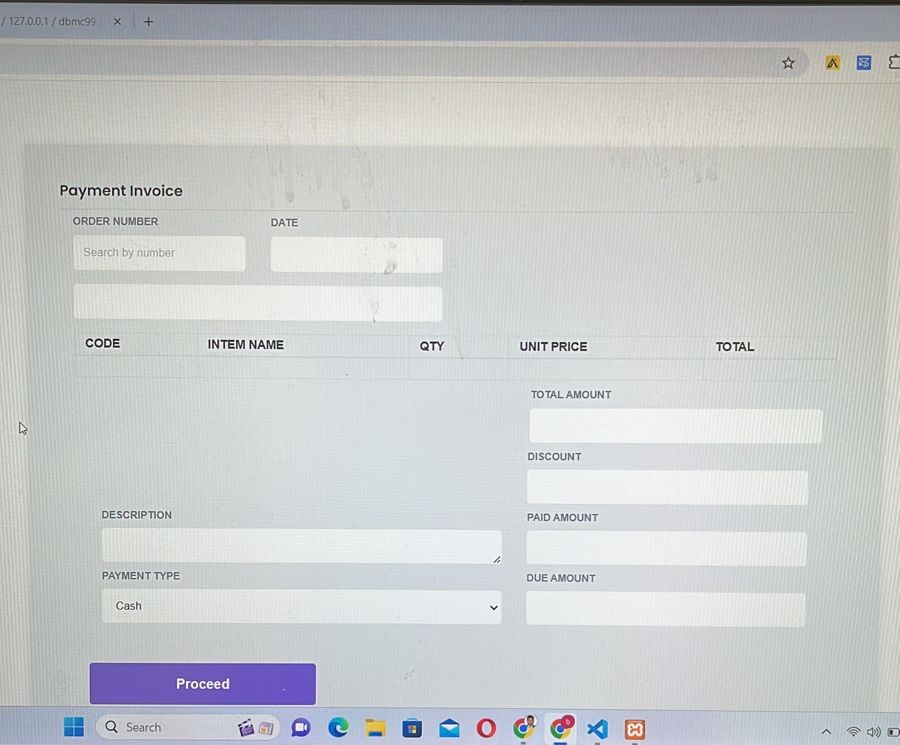 / 127.0.0.1 / dbmc99
Payment Invoice
ORDER NUMBER DATE
Search by number
CODE INTEM NAME QTY UNIT PRICE TOTAL
TOTAL AMOUNT
DISCOUNT
DESCRIPTION PAID AMOUNT
PAYMENT TYPE DUE AMOUNT
Cash
Proceed
Search